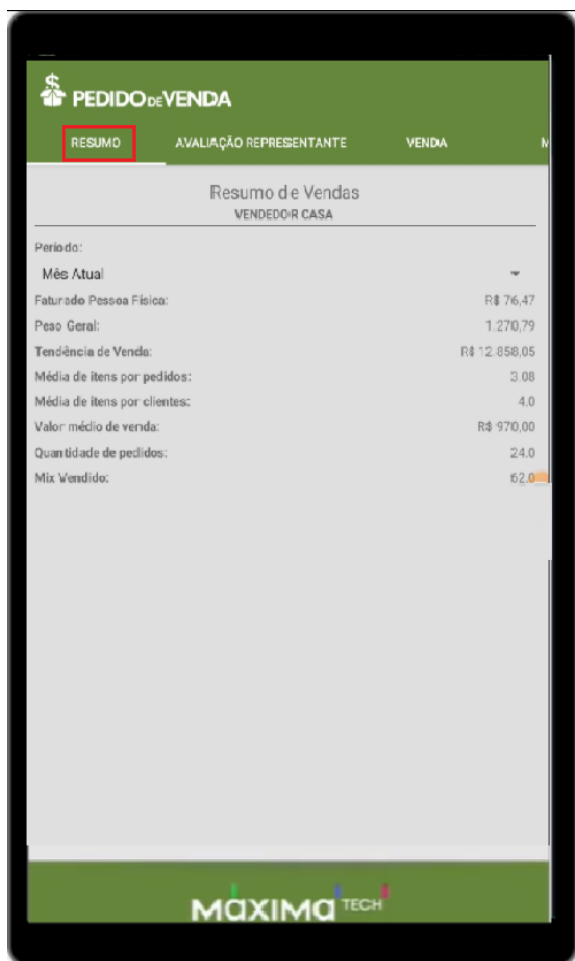 PEDIDO DE VENDA
RESUMO AVALIAÇÃO REPRESENTANTE VENDA M
Resumo de Vendas
VENDEDOR CASA
Período:
Mês Atual
Faturado Pessoa Física: R$ 76,47
Peso Geral: 1.270,79
Tendência de Venda: R$ 12.858,05
Média de itens por pedidos: 3.08
Média de itens por clientes: 4.0
Valor médio de venda: R$ 970,00
Quantidade de pedidos: 24.0
Mix Vendido: 62.0
MÁXIMA TECH